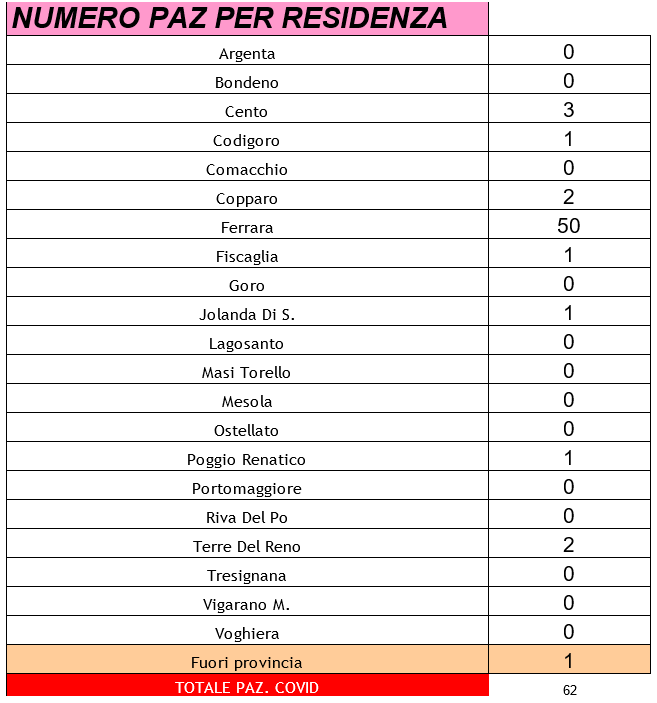 NUMERO PAZ PER RESIDENZA
Argenta 0
Bondeno 0
Cento 3
Codigoro 1
Comacchio 0
Copparo 2
Ferrara 50
Fiscaglia 1
Goro 0
Jolanda Di S. 1
Lagosanto 0
Masi Torello 0
Mesola 0
Ostellato 0
Poggio Renatico 1
Portomaggiore 0
Riva Del Po 0
Terre Del Reno 2
Tresignana 0
Vigarano M. 0
Voghiera 0
Fuori provincia 1
TOTALE PAZ. COVID 62